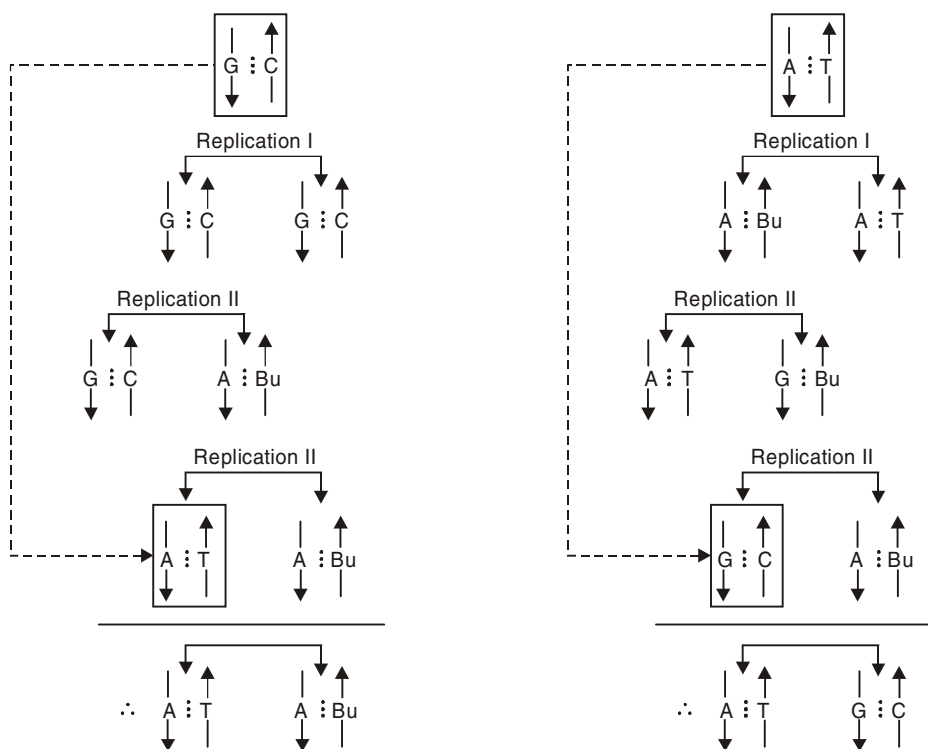 G ⋮ C
Replication I
G ⋮ C G ⋮ C
Replication II
G ⋮ C A ⋮ Bu
Replication II
A ⋮ T A ⋮ Bu
∴ A ⋮ T A ⋮ Bu
A ⋮ T
Replication I
A ⋮ Bu A ⋮ T
Replication II
A ⋮ T G ⋮ Bu
Replication II
G ⋮ C A ⋮ Bu
∴ A ⋮ T G ⋮ C